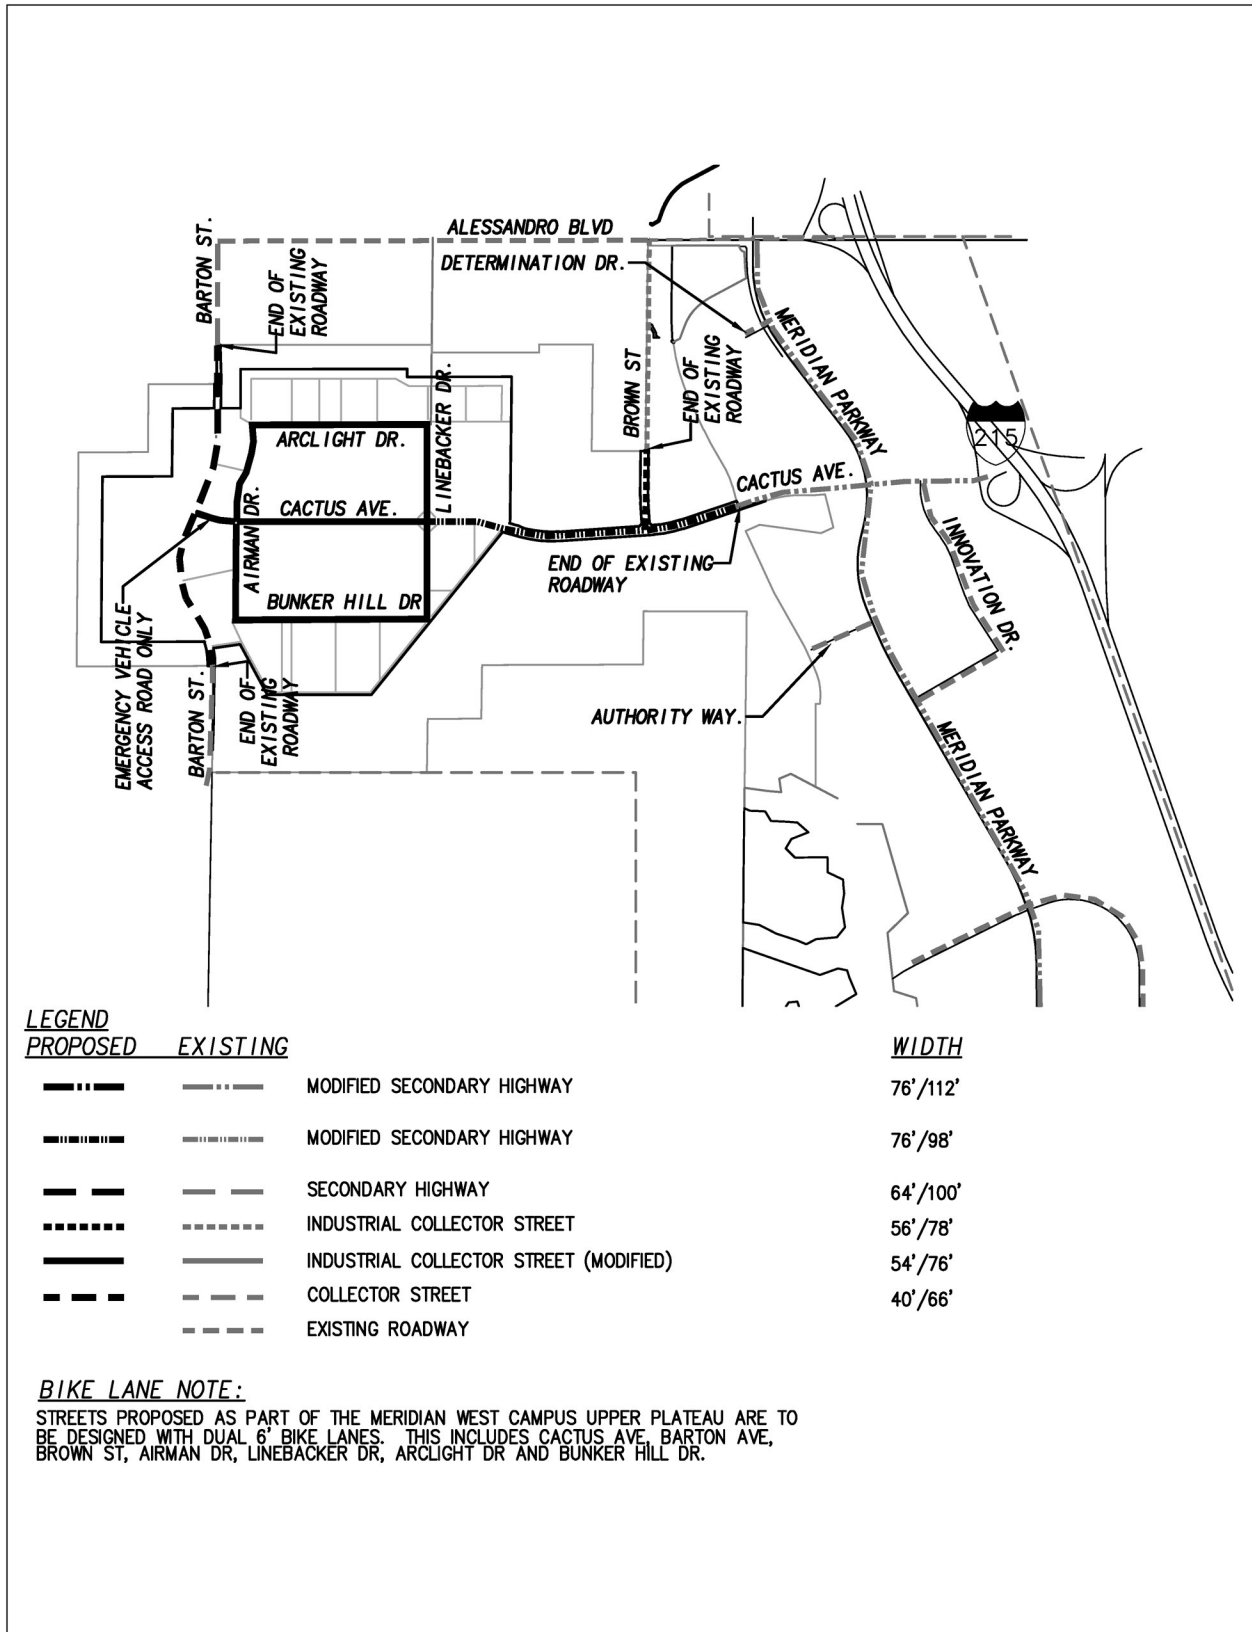 ALESSANDRO BLVD
DETERMINATION DR.
BARTON ST.
END OF
EXISTING
ROADWAY
MERIDIAN PARKWAY
BROWN ST
END OF
EXISTING
ROADWAY
LINEBACKER DR.
ARCLIGHT DR.
215
CACTUS AVE.
CACTUS AVE.
AIRMAN DR.
INNOVATION DR.
END OF EXISTING
ROADWAY
BUNKER HILL DR
EMERGENCY VEHICLE
ACCESS ROAD ONLY
BARTON ST.
END OF
EXISTING
ROADWAY
AUTHORITY WAY.
MERIDIAN PARKWAY
LEGEND
PROPOSED EXISTING WIDTH
MODIFIED SECONDARY HIGHWAY 76'/112'
MODIFIED SECONDARY HIGHWAY 76'/98'
SECONDARY HIGHWAY 64'/100'
INDUSTRIAL COLLECTOR STREET 56'/78'
INDUSTRIAL COLLECTOR STREET (MODIFIED) 54'/76'
COLLECTOR STREET 40'/66'
EXISTING ROADWAY
BIKE LANE NOTE:
STREETS PROPOSED AS PART OF THE MERIDIAN WEST CAMPUS UPPER PLATEAU ARE TO
BE DESIGNED WITH DUAL 6' BIKE LANES. THIS INCLUDES CACTUS AVE, BARTON AVE,
BROWN ST, AIRMAN DR, LINEBACKER DR, ARCLIGHT DR AND BUNKER HILL DR.